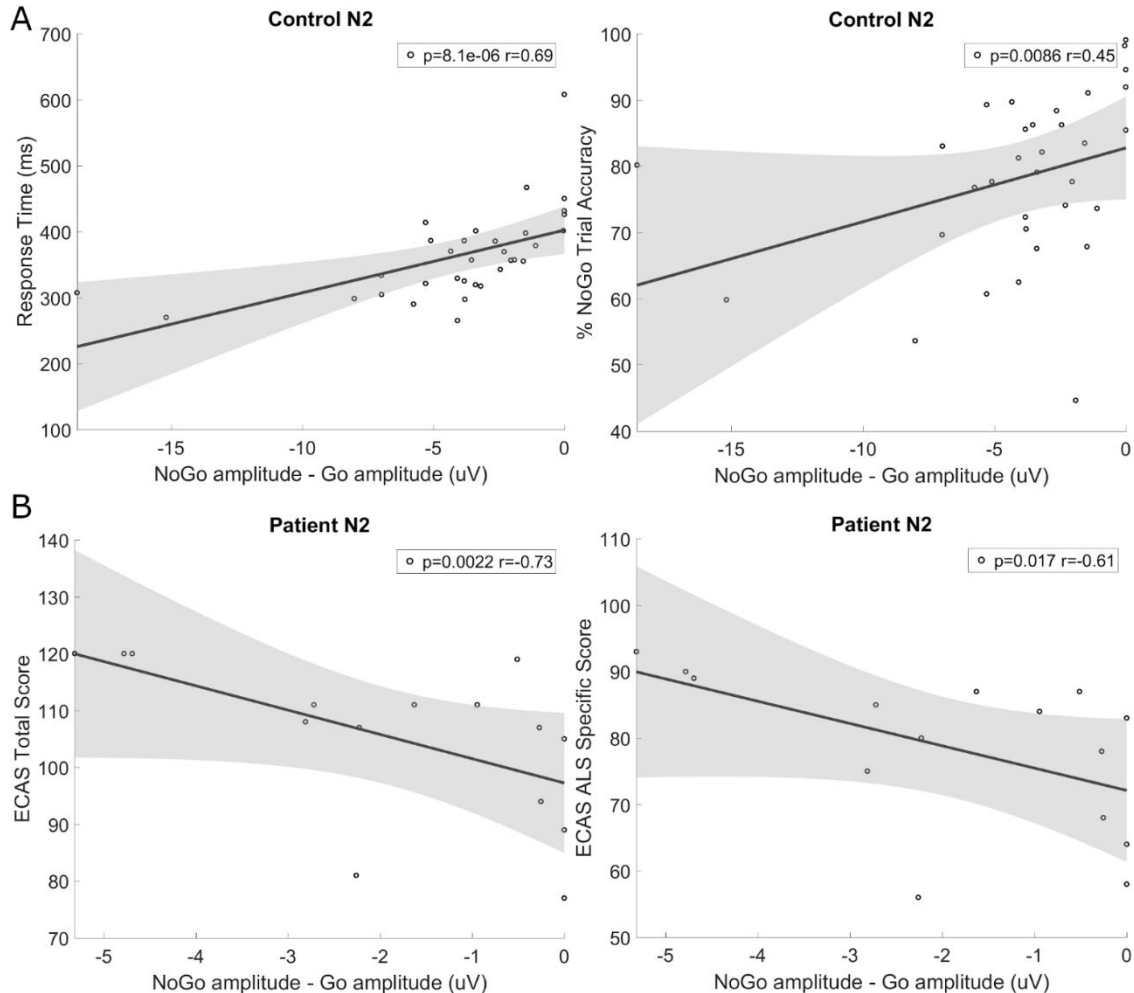 A
Control N2
p=8.1e-06 r=0.69
Response Time (ms)
700
600
500
400
300
200
100
-15
-10
-5
0
NoGo amplitude - Go amplitude (uV)
Control N2
p=0.0086 r=0.45
% NoGo Trial Accuracy
100
90
80
70
60
50
40
-15
-10
-5
0
NoGo amplitude - Go amplitude (uV)
B
Patient N2
p=0.0022 r=-0.73
ECAS Total Score
140
130
120
110
100
90
80
70
-5
-4
-3
-2
-1
0
NoGo amplitude - Go amplitude (uV)
Patient N2
p=0.017 r=-0.61
ECAS ALS Specific Score
110
100
90
80
70
60
50
-5
-4
-3
-2
-1
0
NoGo amplitude - Go amplitude (uV)